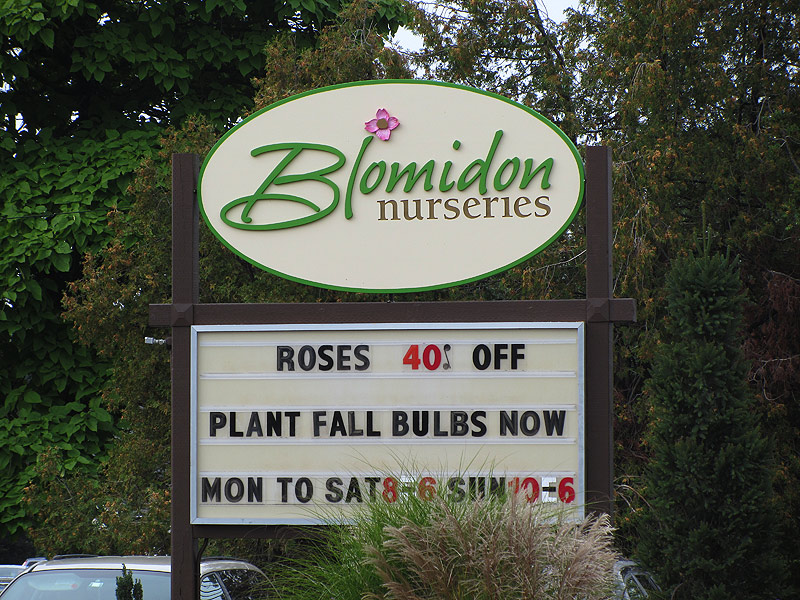 Blomidon
nurseries
ROSES 40% OFF
PLANT FALL BULBS NOW
MON TO SAT 8-6 SUN 10-6